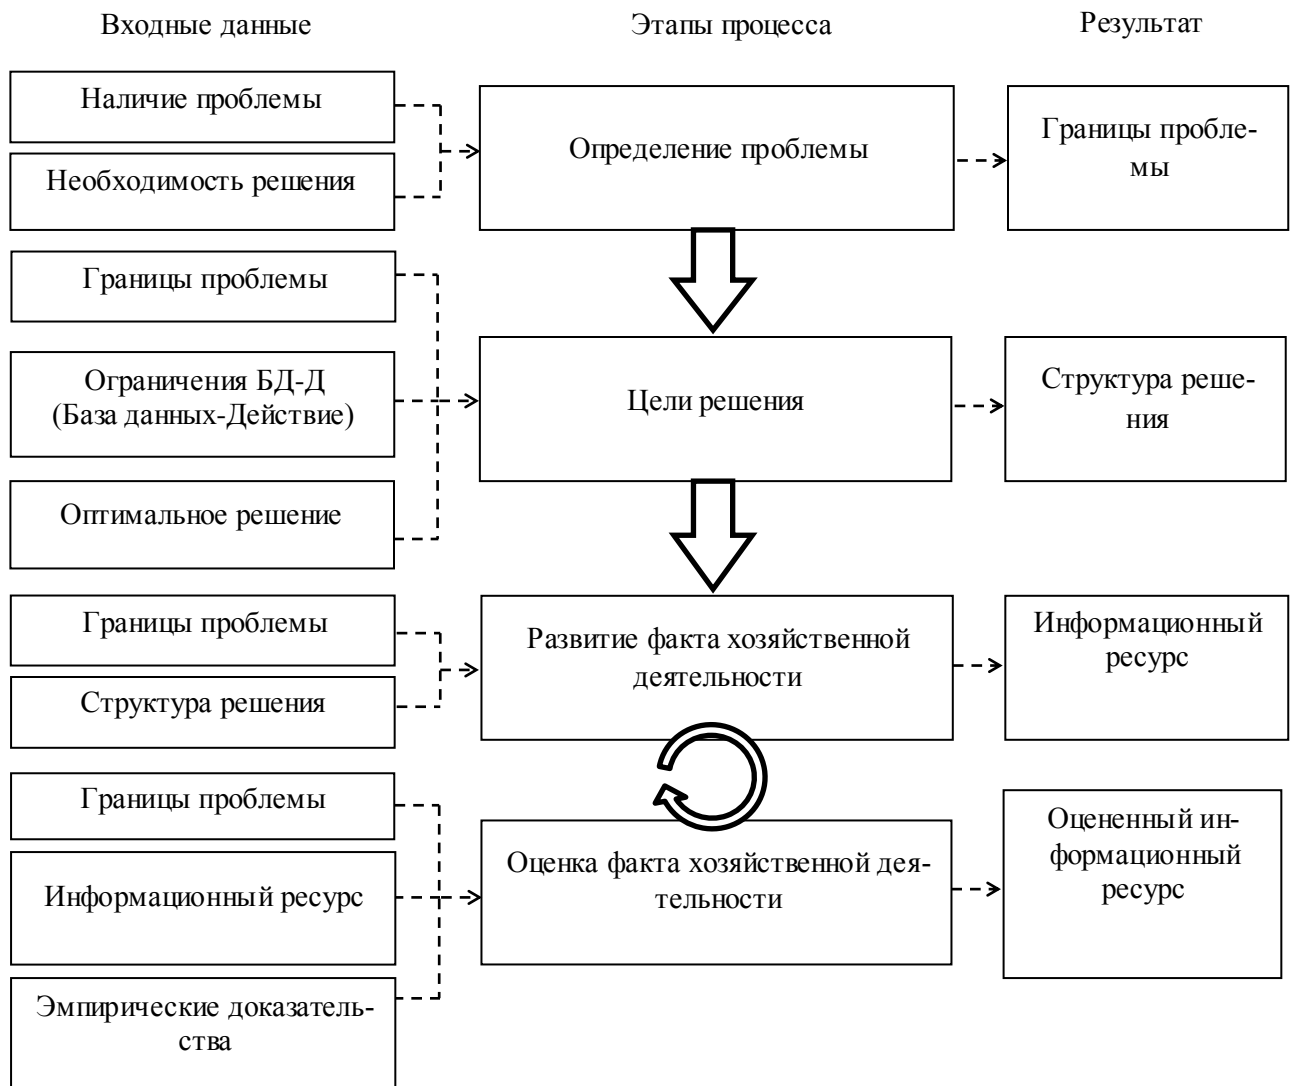 Входные данные
Этапы процесса
Результат
Наличие проблемы
Необходимость решения
Определение проблемы
Границы пробле-
мы
Границы проблемы
Ограничения БД-Д
(База данных-Действие)
Оптимальное решение
Цели решения
Структура реше-
ния
Границы проблемы
Структура решения
Развитие факта хозяйственной
деятельности
Информационный
ресурс
Границы проблемы
Информационный ресурс
Эмпирические доказатель-
ства
Оценка факта хозяйственной дея-
тельности
Оцененный ин-
формационный
ресурс